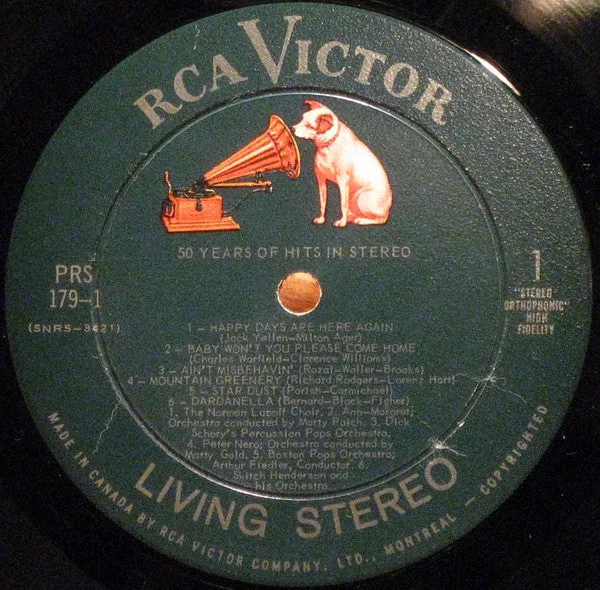 RCA VICTOR
50 YEARS OF HITS IN STEREO
PRS
179-1
(SNRS-3421)
1
"STEREO
ORTHOPHONIC"
HIGH
FIDELITY
1 – HAPPY DAYS ARE HERE AGAIN
(Jack Yellen–Milton Ager)
2 – BABY WON'T YOU PLEASE COME HOME
(Charles Warfield–Clarence Williams)
3 – AIN'T MISBEHAVIN' (Razaf-Waller-Brooks)
4 – MOUNTAIN GREENERY (Richard Rodgers-Lorenz Hart)
5 – STAR DUST (Parish-Carmichael)
6 – DARDANELLA (Bernard-Black-Fisher)
1. The Norman Luboff Choir, 2. Ann-Margret;
Orchestra conducted by Marty Paich, 3. Dick
Schory's Percussion Pops Orchestra,
4. Peter Nero; Orchestra conducted by
Marty Gold, 5. Boston Pops Orchestra;
Arthur Fiedler, Conductor, 6.
Skitch Henderson and
his Orchestra
LIVING STEREO
MADE IN CANADA BY RCA VICTOR COMPANY, LTD., MONTREAL – COPYRIGHTED